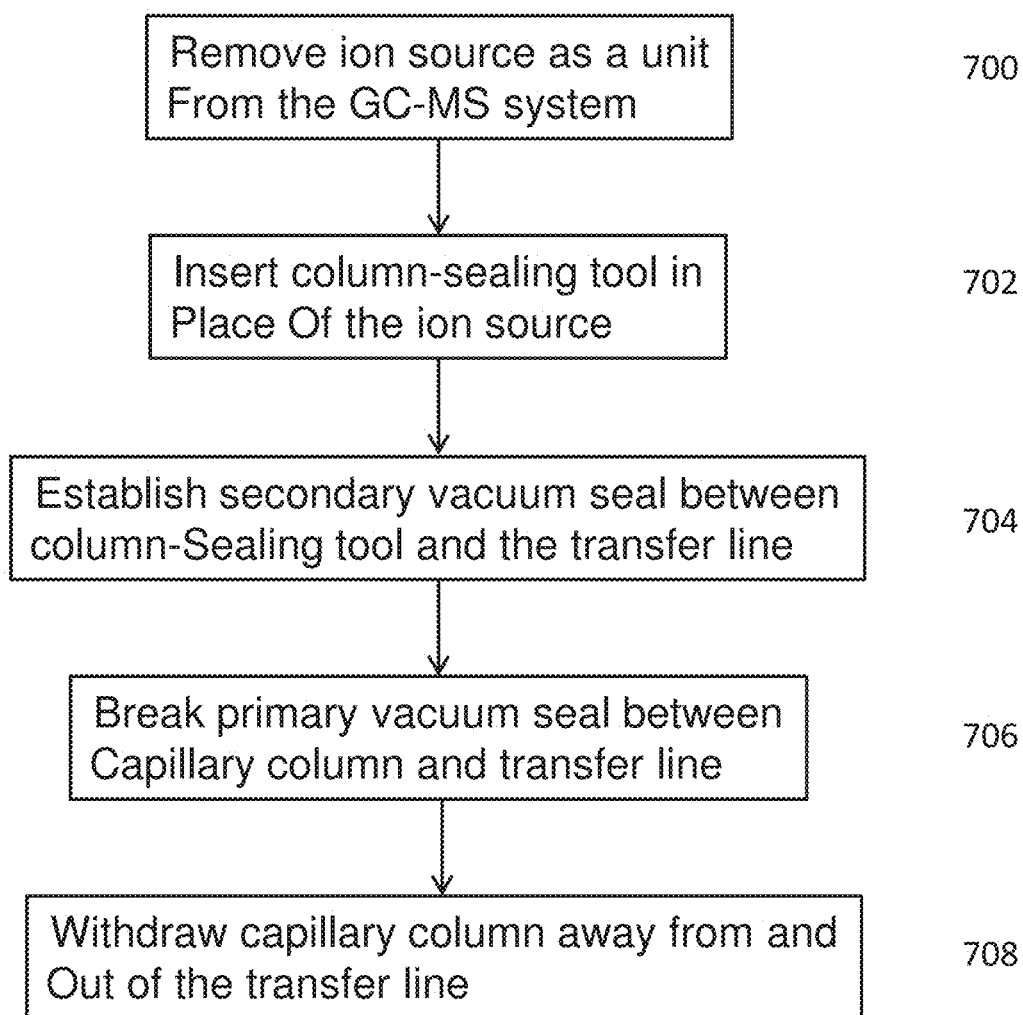 Remove ion source as a unit
From the GC-MS system
700
Insert column-sealing tool in
Place Of the ion source
702
Establish secondary vacuum seal between
column-Sealing tool and the transfer line
704
Break primary vacuum seal between
Capillary column and transfer line
706
Withdraw capillary column away from and
Out of the transfer line
708